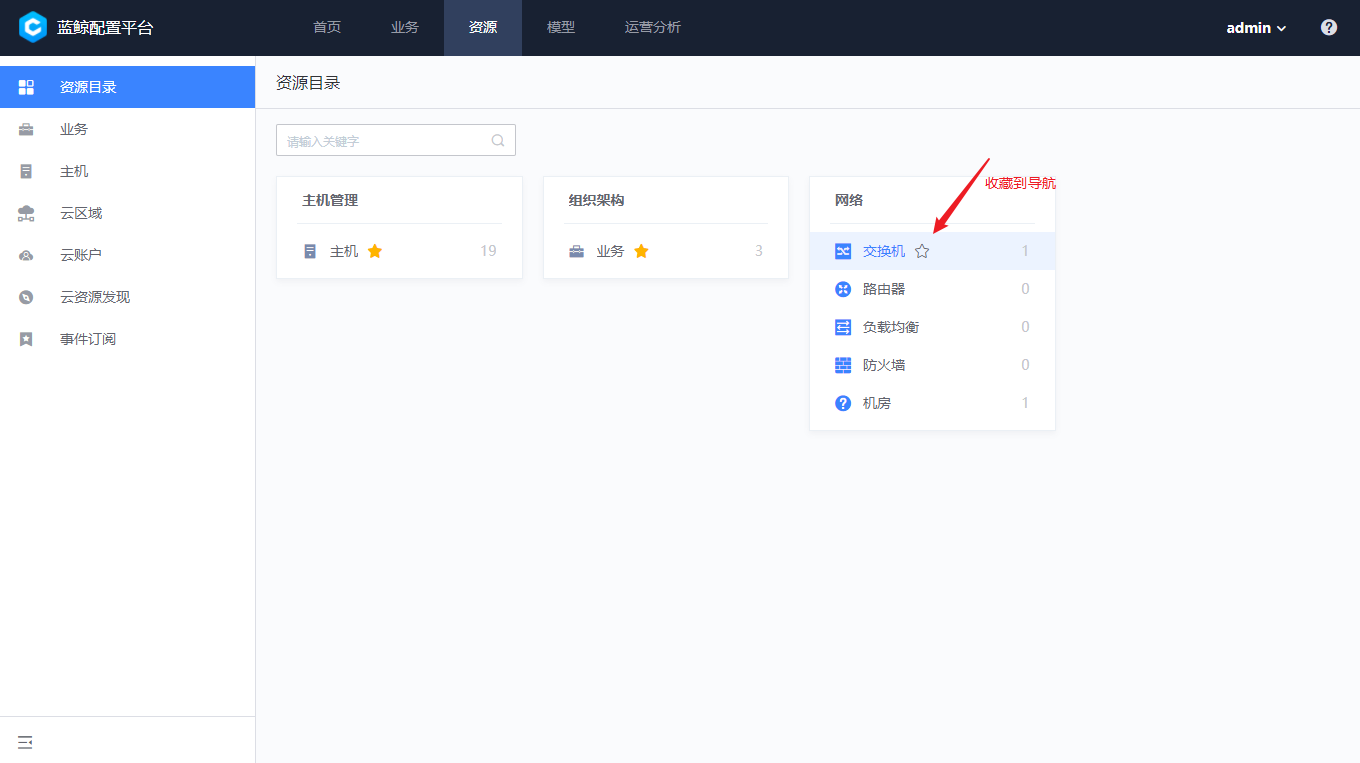 蓝鲸配置平台
首页
业务
资源
模型
运营分析
admin
资源目录
业务
主机
云区域
云账户
云资源发现
事件订阅
资源目录
请输入关键字
主机管理
主机 19
组织架构
业务 3
收藏到导航
网络
交换机 1
路由器 0
负载均衡 0
防火墙 0
机房 1